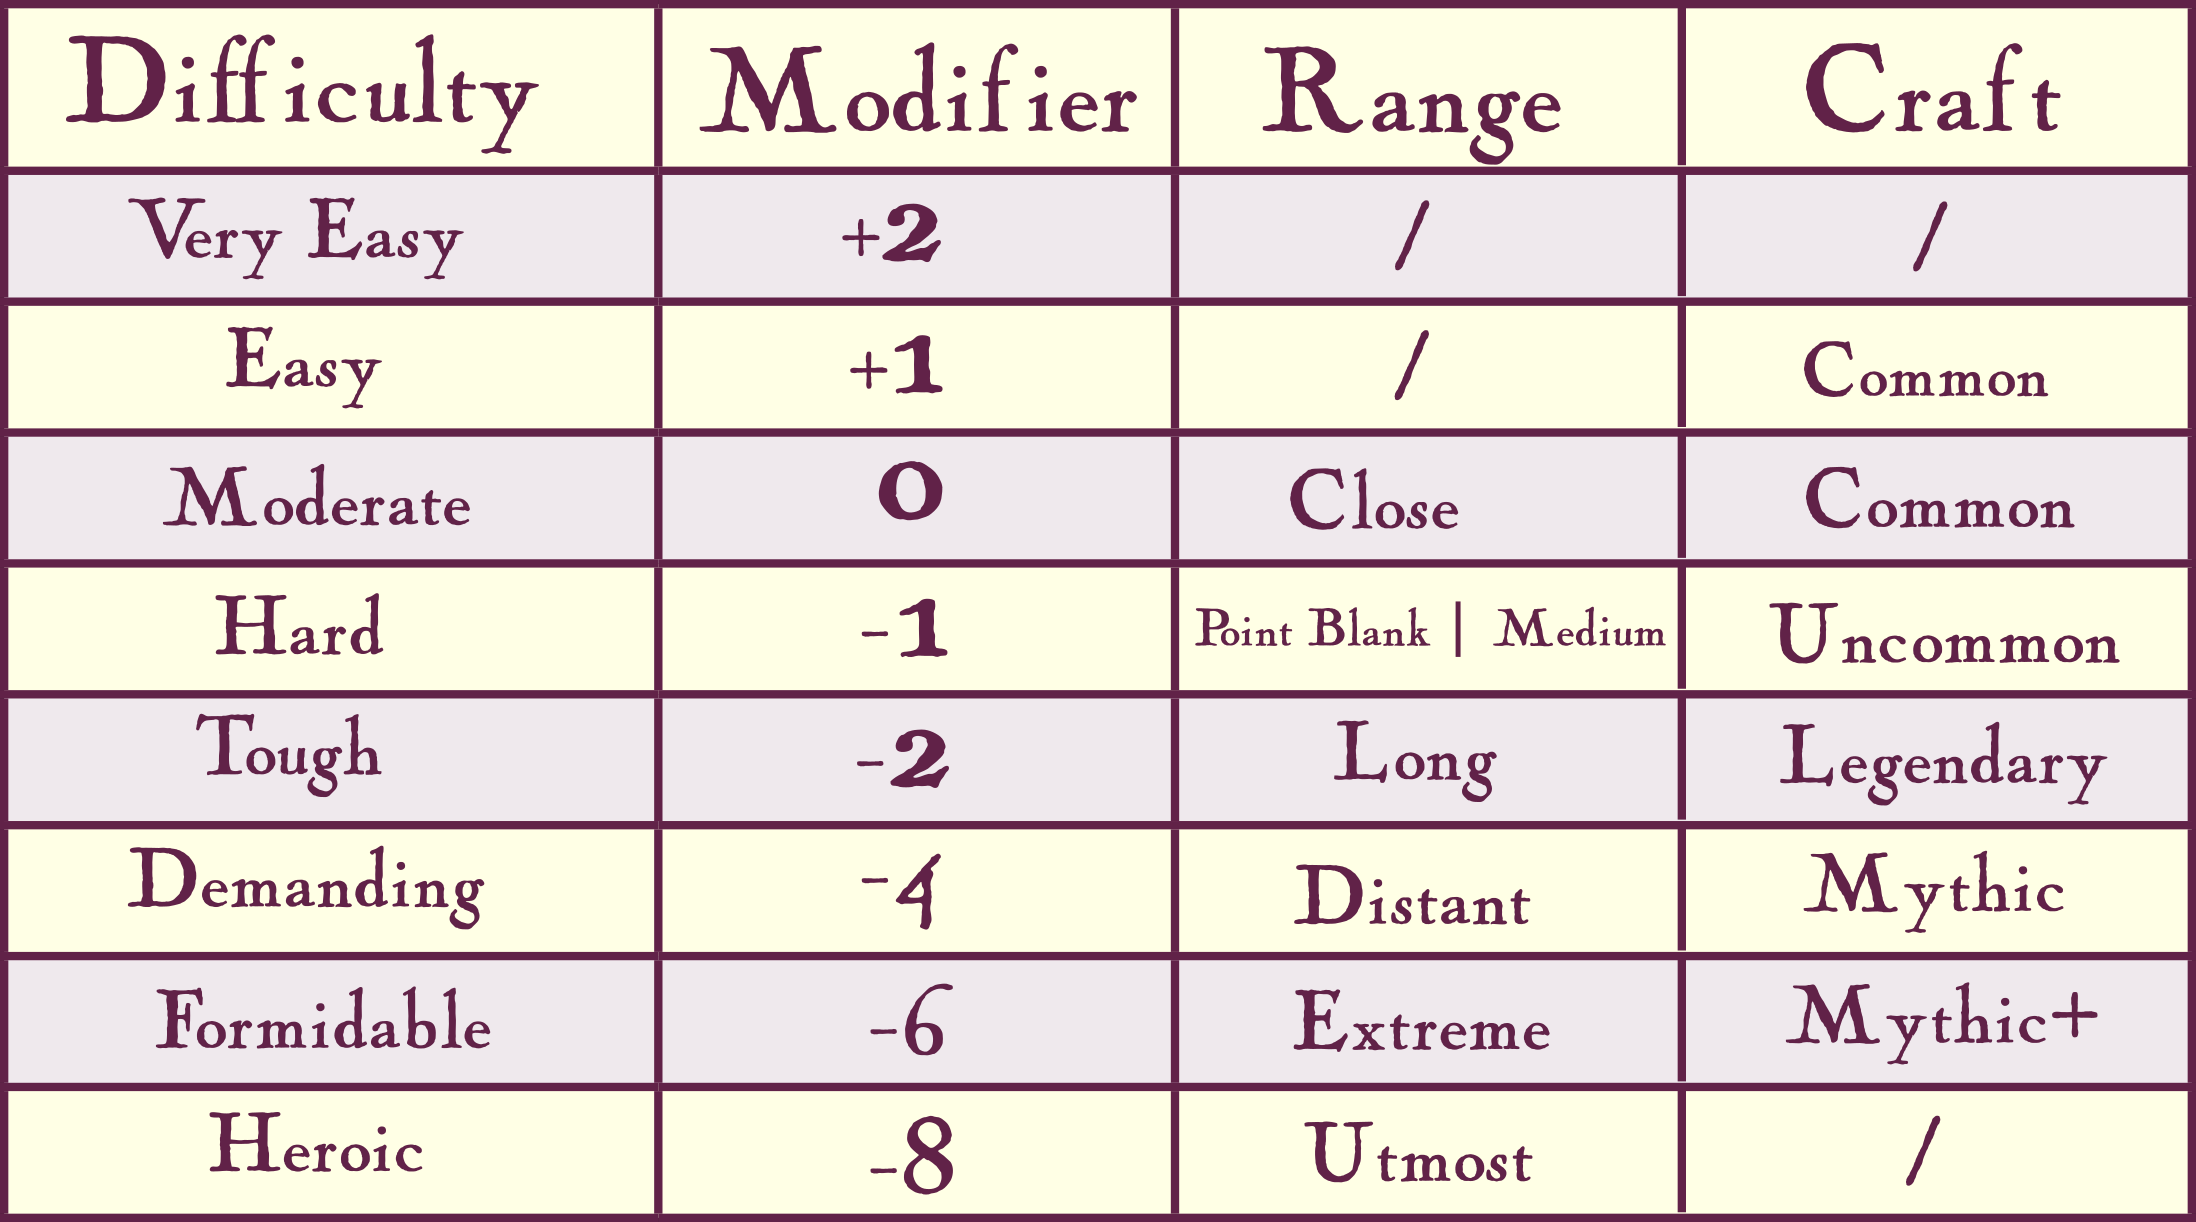 Difficulty Modifier Range Craft
Very Easy +2 / /
Easy +1 / Common
Moderate 0 Close Common
Hard -1 Point Blank | Medium Uncommon
Tough -2 Long Legendary
Demanding -4 Distant Mythic
Formidable -6 Extreme Mythic+
Heroic -8 Utmost /